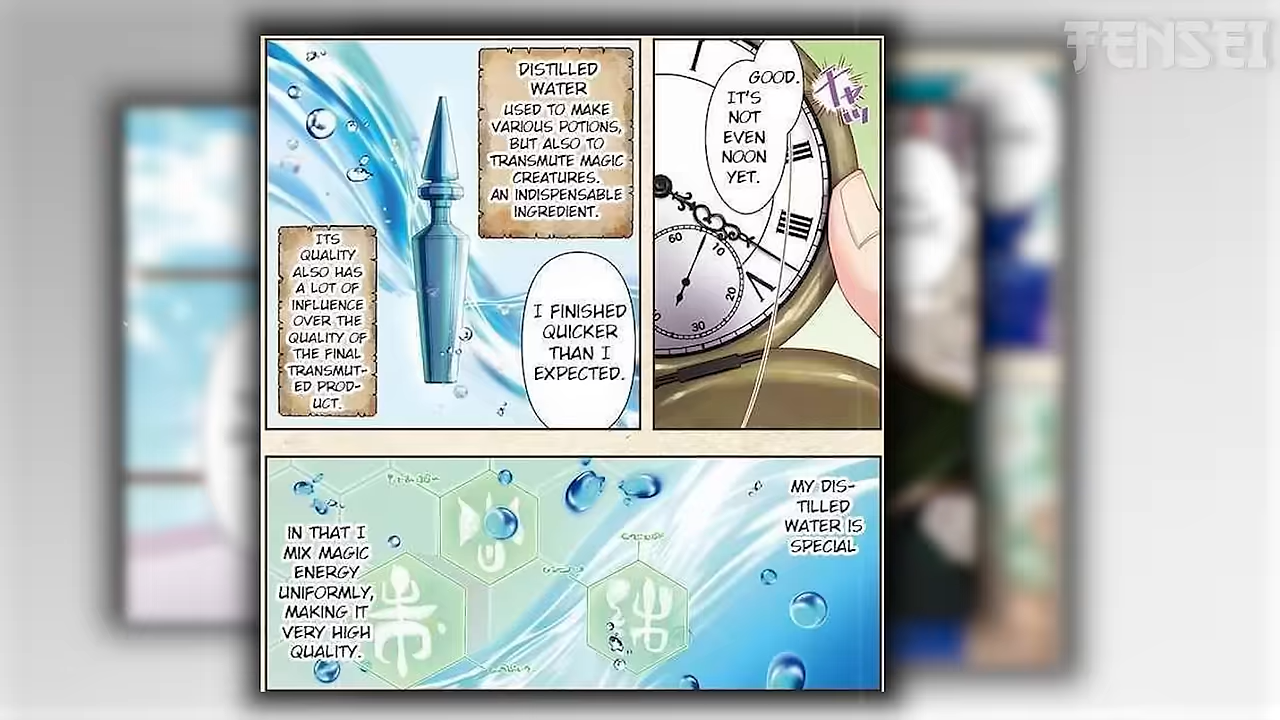 TENSEI
DISTILLED
WATER
USED TO MAKE
VARIOUS POTIONS,
BUT ALSO TO
TRANSMUTE MAGIC
CREATURES.
AN INDISPENSABLE
INGREDIENT.
ITS
QUALITY
ALSO HAS
A LOT OF
INFLUENCE
OVER THE
QUALITY OF
THE FINAL
TRANSMUT-
ED PROD-
UCT.
I FINISHED
QUICKER
THAN I
EXPECTED.
GOOD.
IT'S
NOT
EVEN
NOON
YET.
60
10
20
30
MY DIS-
TILLED
WATER IS
SPECIAL
IN THAT I
MIX MAGIC
ENERGY
UNIFORMLY,
MAKING IT
VERY HIGH
QUALITY.